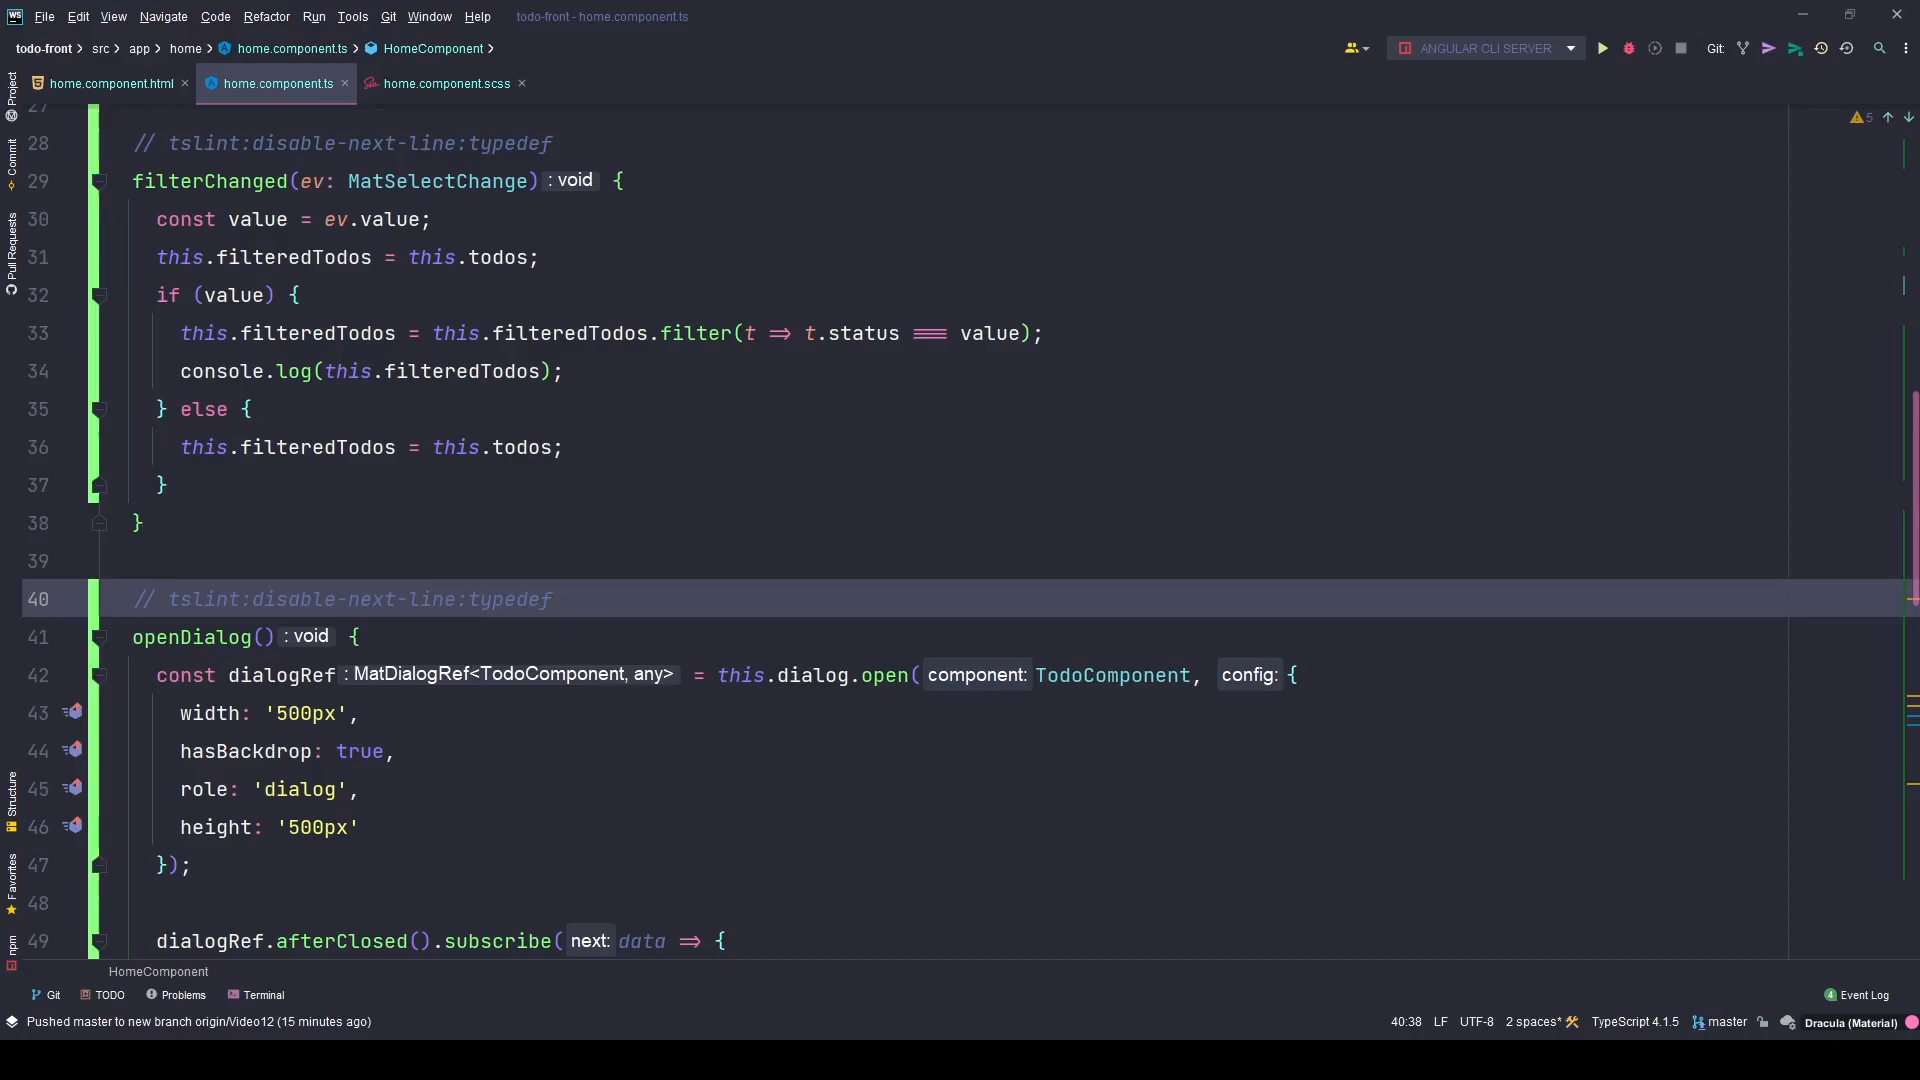 WS File Edit View Navigate Code Refactor Run Tools Git Window Help todo-front - home.component.ts
todo-front src app home home.component.ts HomeComponent ANGULAR CLI SERVER Git:
home.component.html home.component.ts home.component.scss
Project
Commit
Pull Requests
Structure
Favorites
npm
27
5
28 // tslint:disable-next-line:typedef
29 filterChanged(ev: MatSelectChange) : void {
30 const value = ev.value;
31 this.filteredTodos = this.todos;
32 if (value) {
33 this.filteredTodos = this.filteredTodos.filter(t => t.status === value);
34 console.log(this.filteredTodos);
35 } else {
36 this.filteredTodos = this.todos;
37 }
38 }
39
40 // tslint:disable-next-line:typedef
41 openDialog() : void {
42 const dialogRef : MatDialogRef<TodoComponent, any> = this.dialog.open( component: TodoComponent, config: {
43 width: '500px',
44 hasBackdrop: true,
45 role: 'dialog',
46 height: '500px'
47 });
48
49 dialogRef.afterClosed().subscribe( next: data => {
HomeComponent
Git TODO Problems Terminal 4 Event Log
Pushed master to new branch origin/Video12 (15 minutes ago) 40:38 LF UTF-8 2 spaces* TypeScript 4.1.5 master Dracula (Material)